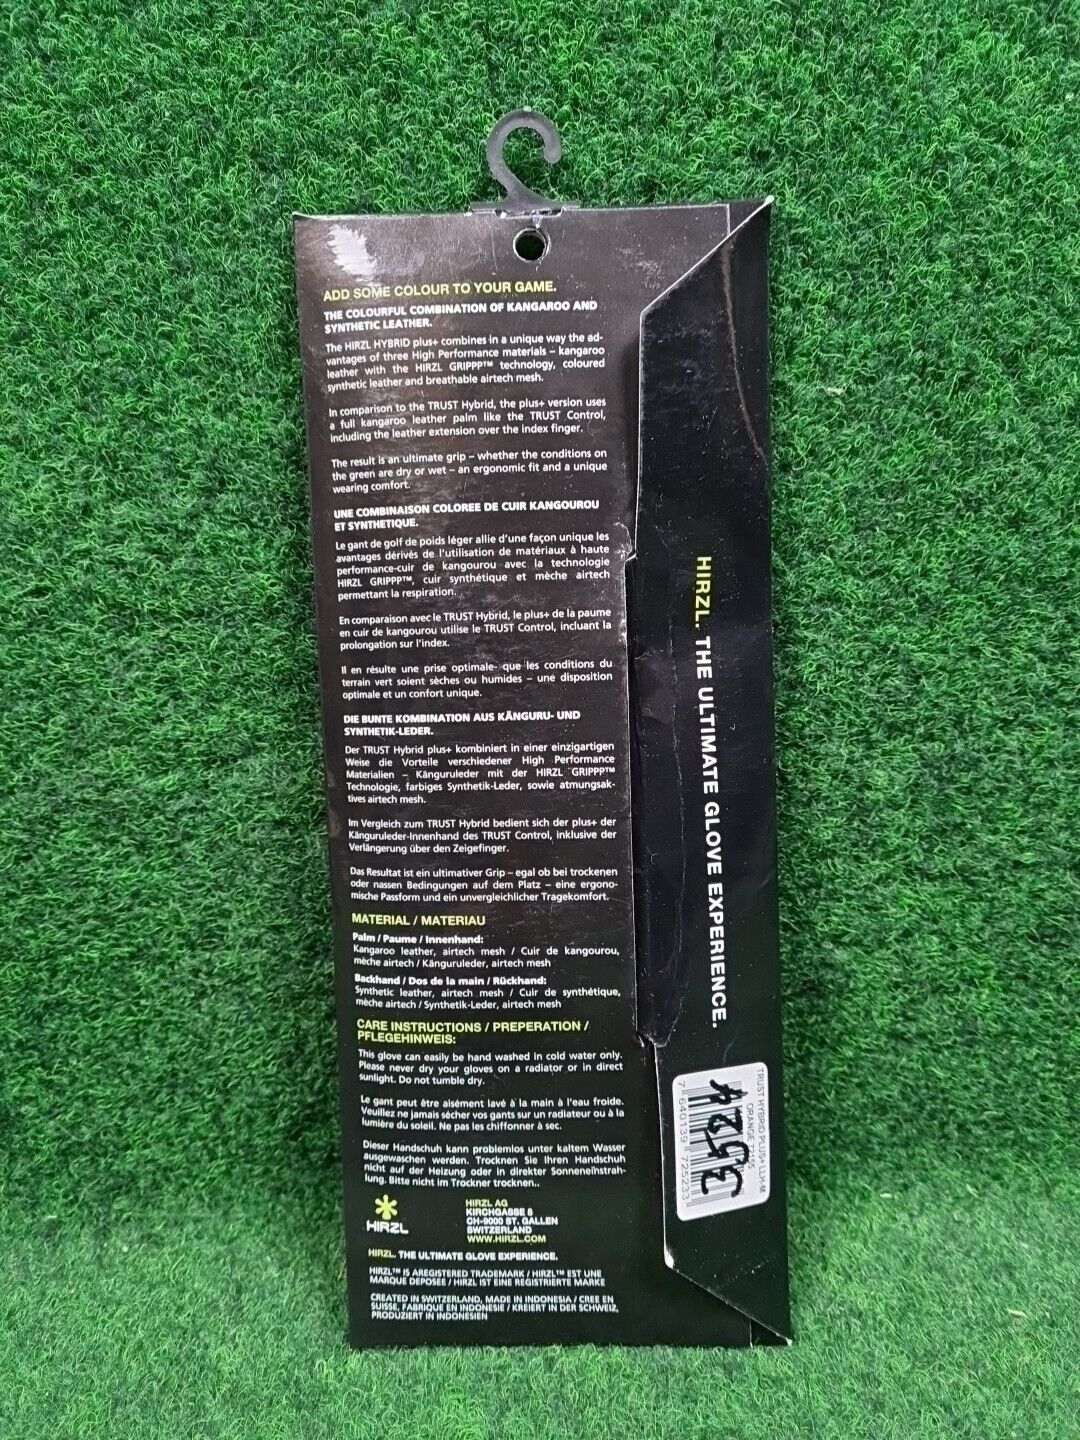 ADD SOME COLOUR TO YOUR GAME.
THE COLOURFUL COMBINATION OF KANGAROO AND
SYNTHETIC LEATHER.
The HIRZL HYBRID plus+ combines in a unique way the ad-
vantages of three High Performance materials – kangaroo
leather with the HIRZL GRIPPP™ technology, coloured
synthetic leather and breathable airtech mesh.
In comparison to the TRUST Hybrid, the plus+ version uses
a full kangaroo leather palm like the TRUST Control,
including the leather extension over the index finger.
The result is an ultimate grip – whether the conditions on
the green are dry or wet – an ergonomic fit and a unique
wearing comfort.
UNE COMBINAISON COLOREE DE CUIR KANGOUROU
ET SYNTHETIQUE.
Le gant de golf de poids léger allie d'une façon unique les
avantages dérivés de l'utilisation de matériaux à haute
performance-cuir de kangourou avec la technologie
HIRZL GRIPPP™, cuir synthétique et mèche airtech
permettant la respiration.
En comparaison avec le TRUST Hybrid, le plus+ de la paume
en cuir de kangourou utilise le TRUST Control, incluant la
prolongation sur l'index.
Il en résulte une prise optimale- que les conditions du
terrain vert soient sèches ou humides – une disposition
optimale et un confort unique.
DIE BUNTE KOMBINATION AUS KÄNGURU- UND
SYNTHETIK-LEDER.
Der TRUST Hybrid plus+ kombiniert in einer einzigartigen
Weise die Vorteile verschiedener High Performance
Materialien – Känguruleder mit der HIRZL GRIPPP™
Technologie, farbiges Synthetik-Leder, sowie atmungsak-
tives airtech mesh.
Im Vergleich zum TRUST Hybrid bedient sich der plus+ der
Känguruleder-Innenhand des TRUST Control, inklusive der
Verlängerung über den Zeigefinger.
Das Resultat ist ein ultimativer Grip – egal ob bei trockenen
oder nassen Bedingungen auf dem Platz – eine ergono-
mische Passform und ein unvergleichlicher Tragekomfort.
MATERIAL / MATERIAU
Palm / Paume / Innenhand:
Kangaroo leather, airtech mesh / Cuir de kangourou,
mèche airtech / Känguruleder, airtech mesh
Backhand / Dos de la main / Rückhand:
Synthetic leather, airtech mesh / Cuir de synthétique,
mèche airtech / Synthetik-Leder, airtech mesh
CARE INSTRUCTIONS / PREPERATION /
PFLEGEHINWEIS:
This glove can easily be hand washed in cold water only.
Please never dry your gloves on a radiator or in direct
sunlight. Do not tumble dry.
Le gant peut être aisément lavé à la main à l'eau froide.
Veuillez ne jamais sécher vos gants sur un radiateur ou à la
lumière du soleil. Ne pas les chiffonner à sec.
Dieser Handschuh kann problemlos unter kaltem Wasser
ausgewaschen werden. Trocknen Sie Ihren Handschuh
nicht auf der Heizung oder in direkter Sonneneinstrah-
lung. Bitte nicht im Trockner trocknen..
HIRZL
HIRZL AG
KIRCHGASSE 8
CH-9000 ST. GALLEN
SWITZERLAND
WWW.HIRZL.COM
HIRZL. THE ULTIMATE GLOVE EXPERIENCE.
HIRZL™ IS AREGISTERED TRADEMARK / HIRZL™ EST UNE
MARQUE DEPOSEE / HIRZL IST EINE REGISTRIERTE MARKE
CREATED IN SWITZERLAND, MADE IN INDONESIA / CREE EN
SUISSE, FABRIQUE EN INDONESIE / KREIERT IN DER SCHWEIZ,
PRODUZIERT IN INDONESIEN
HIRZL. THE ULTIMATE GLOVE EXPERIENCE.
TRUST HYBRID PLUS+ LLH-M
ORANGE
7 640139 725233